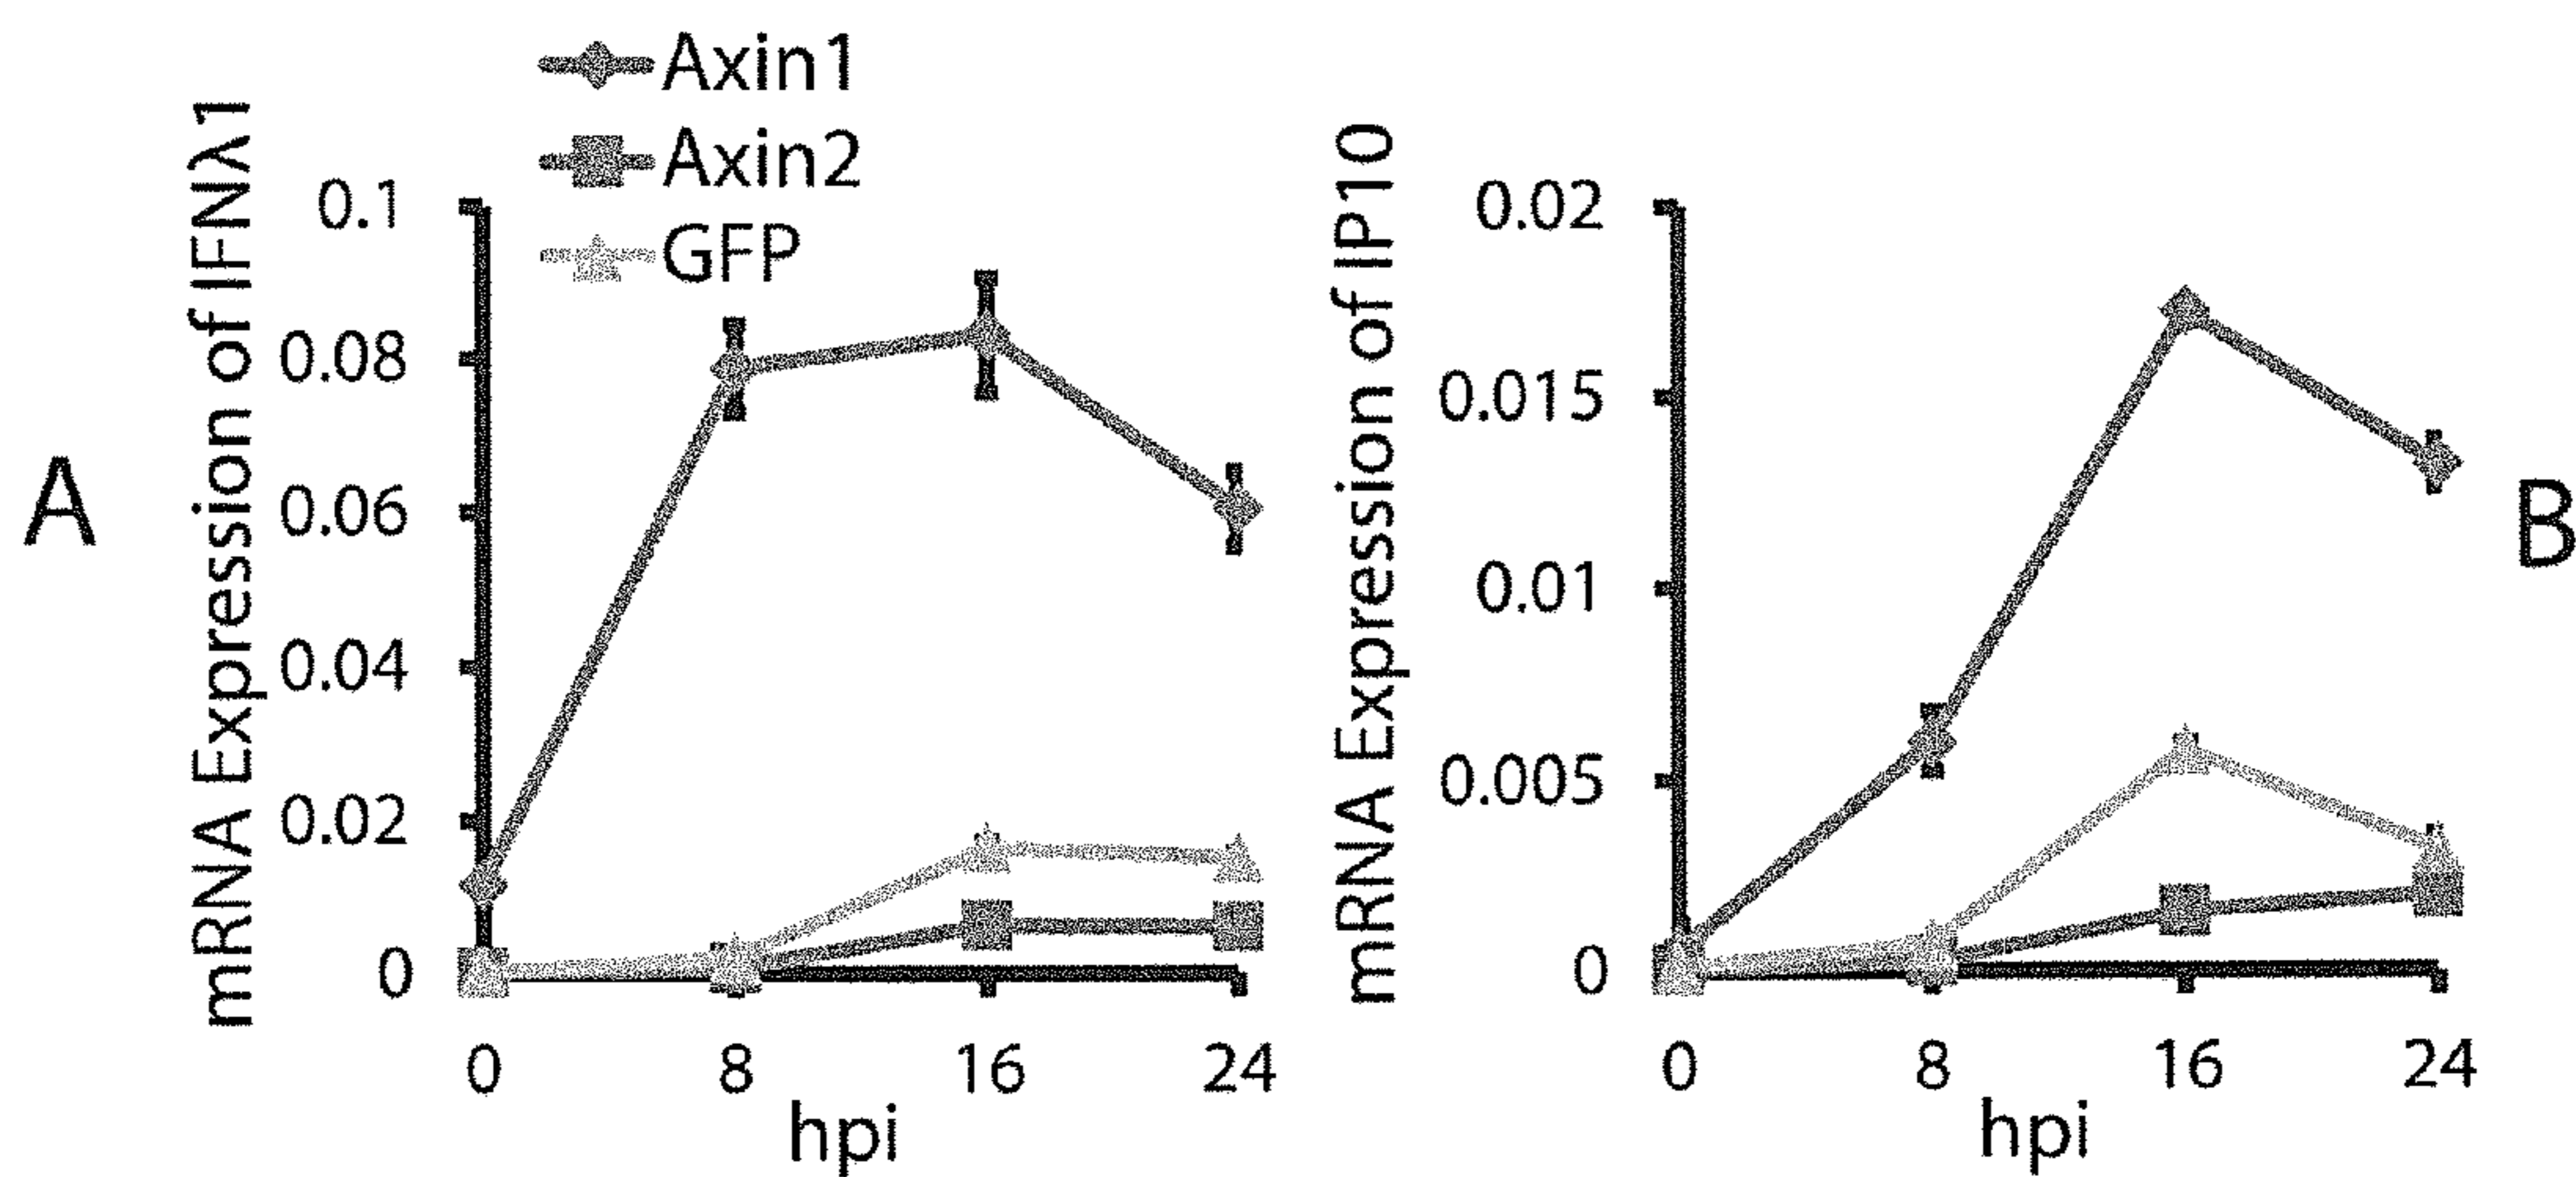 A
mRNA Expression of IFNλ1
Axin1
Axin2
GFP
0.1
0.08
0.06
0.04
0.02
0
0 8 16 24
hpi
mRNA Expression of IP10
0.02
0.015
0.01
0.005
0
0 8 16 24
hpi
B